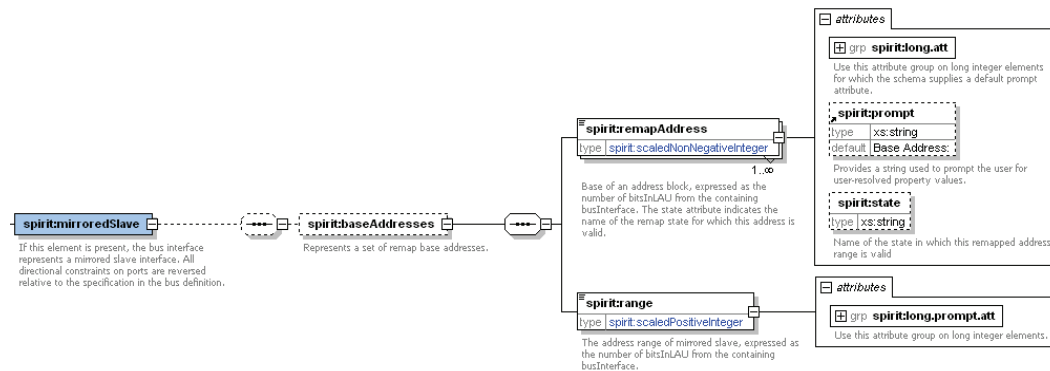 attributes
grp spirit:long.att
Use this attribute group on long integer elements
for which the schema supplies a default prompt
attribute.
spirit:prompt
type xs:string
default Base Address:
Provides a string used to prompt the user for
user-resolved property values.
spirit:state
type xs:string
Name of the state in which this remapped address
range is valid
spirit:remapAddress
type spirit:scaledNonNegativeInteger
1..∞
Base of an address block, expressed as the
number of bitsInLAU from the containing
busInterface. The state attribute indicates the
name of the remap state for which this address is
valid.
spirit:mirroredSlave
If this element is present, the bus interface
represents a mirrored slave interface. All
directional constraints on ports are reversed
relative to the specification in the bus definition.
spirit:baseAddresses
Represents a set of remap base addresses.
spirit:range
type spirit:scaledPositiveInteger
The address range of mirrored slave, expressed as
the number of bitsInLAU from the containing
busInterface.
attributes
grp spirit:long.prompt.att
Use this attribute group on long integer elements.